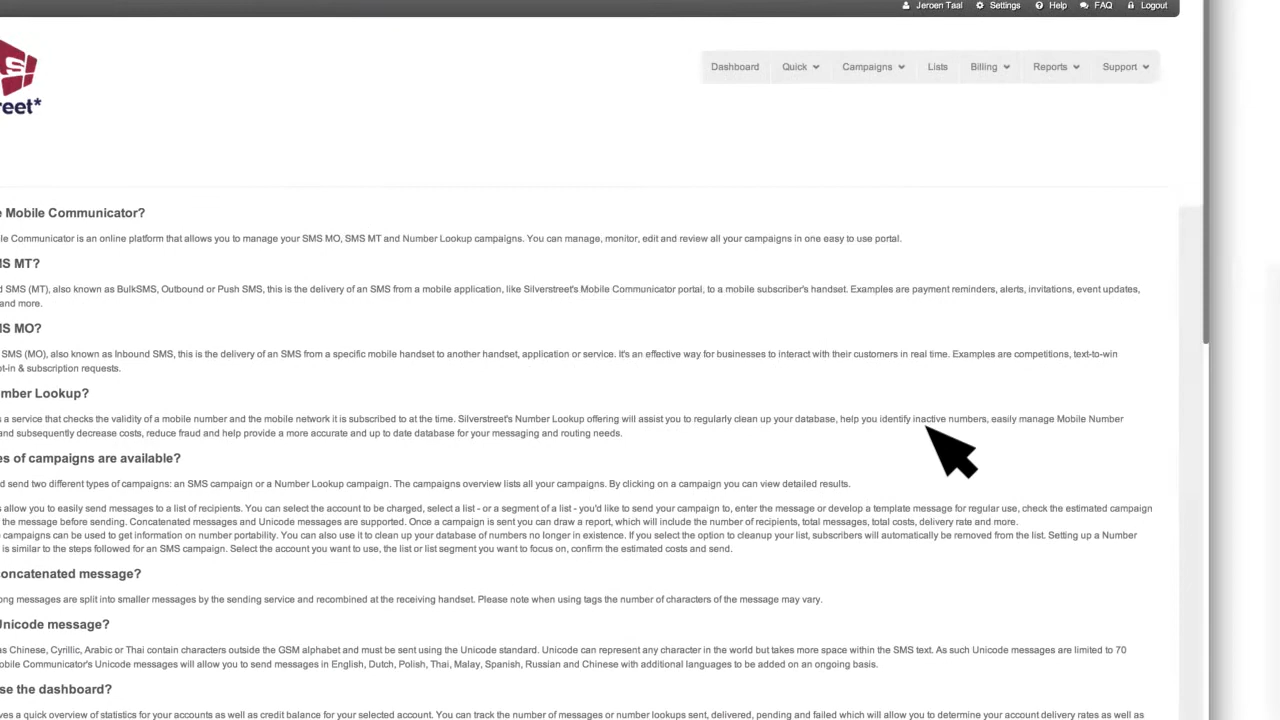 Jeroen Taal Settings Help FAQ Logout
Dashboard Quick Campaigns Lists Billing Reports Support
reet*
Mobile Communicator?
le Communicator is an online platform that allows you to manage your SMS MO, SMS MT and Number Lookup campaigns. You can manage, monitor, edit and review all your campaigns in one easy to use portal.
MS MT?
d SMS (MT), also known as BulkSMS, Outbound or Push SMS, this is the delivery of an SMS from a mobile application, like Silverstreet's Mobile Communicator portal, to a mobile subscriber's handset. Examples are payment reminders, alerts, invitations, event updates,
and more.
MS MO?
SMS (MO), also known as Inbound SMS, this is the delivery of an SMS from a specific mobile handset to another handset, application or service. It's an effective way for businesses to interact with their customers in real time. Examples are competitions, text-to-win
pt-in & subscription requests.
mber Lookup?
s a service that checks the validity of a mobile number and the mobile network it is subscribed to at the time. Silverstreet's Number Lookup offering will assist you to regularly clean up your database, help you identify inactive numbers, easily manage Mobile Number
and subsequently decrease costs, reduce fraud and help provide a more accurate and up to date database for your messaging and routing needs.
es of campaigns are available?
d send two different types of campaigns: an SMS campaign or a Number Lookup campaign. The campaigns overview lists all your campaigns. By clicking on a campaign you can view detailed results.
s allow you to easily send messages to a list of recipients. You can select the account to be charged, select a list - or a segment of a list - you'd like to send your campaign to, enter the message or develop a template message for regular use, check the estimated campaign
the message before sending. Concatenated messages and Unicode messages are supported. Once a campaign is sent you can draw a report, which will include the number of recipients, total messages, total costs, delivery rate and more.
campaigns can be used to get information on number portability. You can also use it to clean up your database of numbers no longer in existence. If you select the option to cleanup your list, subscribers will automatically be removed from the list. Setting up a Number
is similar to the steps followed for an SMS campaign. Select the account you want to use, the list or list segment you want to focus on, confirm the estimated costs and send.
concatenated message?
ong messages are split into smaller messages by the sending service and recombined at the receiving handset. Please note when using tags the number of characters of the message may vary.
Unicode message?
as Chinese, Cyrillic, Arabic or Thai contain characters outside the GSM alphabet and must be sent using the Unicode standard. Unicode can represent any character in the world but takes more space within the SMS text. As such Unicode messages are limited to 70
obile Communicator's Unicode messages will allow you to send messages in English, Dutch, Polish, Thai, Malay, Spanish, Russian and Chinese with additional languages to be added on an ongoing basis.
se the dashboard?
ves a quick overview of statistics for your accounts as well as credit balance for your selected account. You can track the number of messages or number lookups sent, delivered, pending and failed which will allow you to determine your account delivery rates as well as